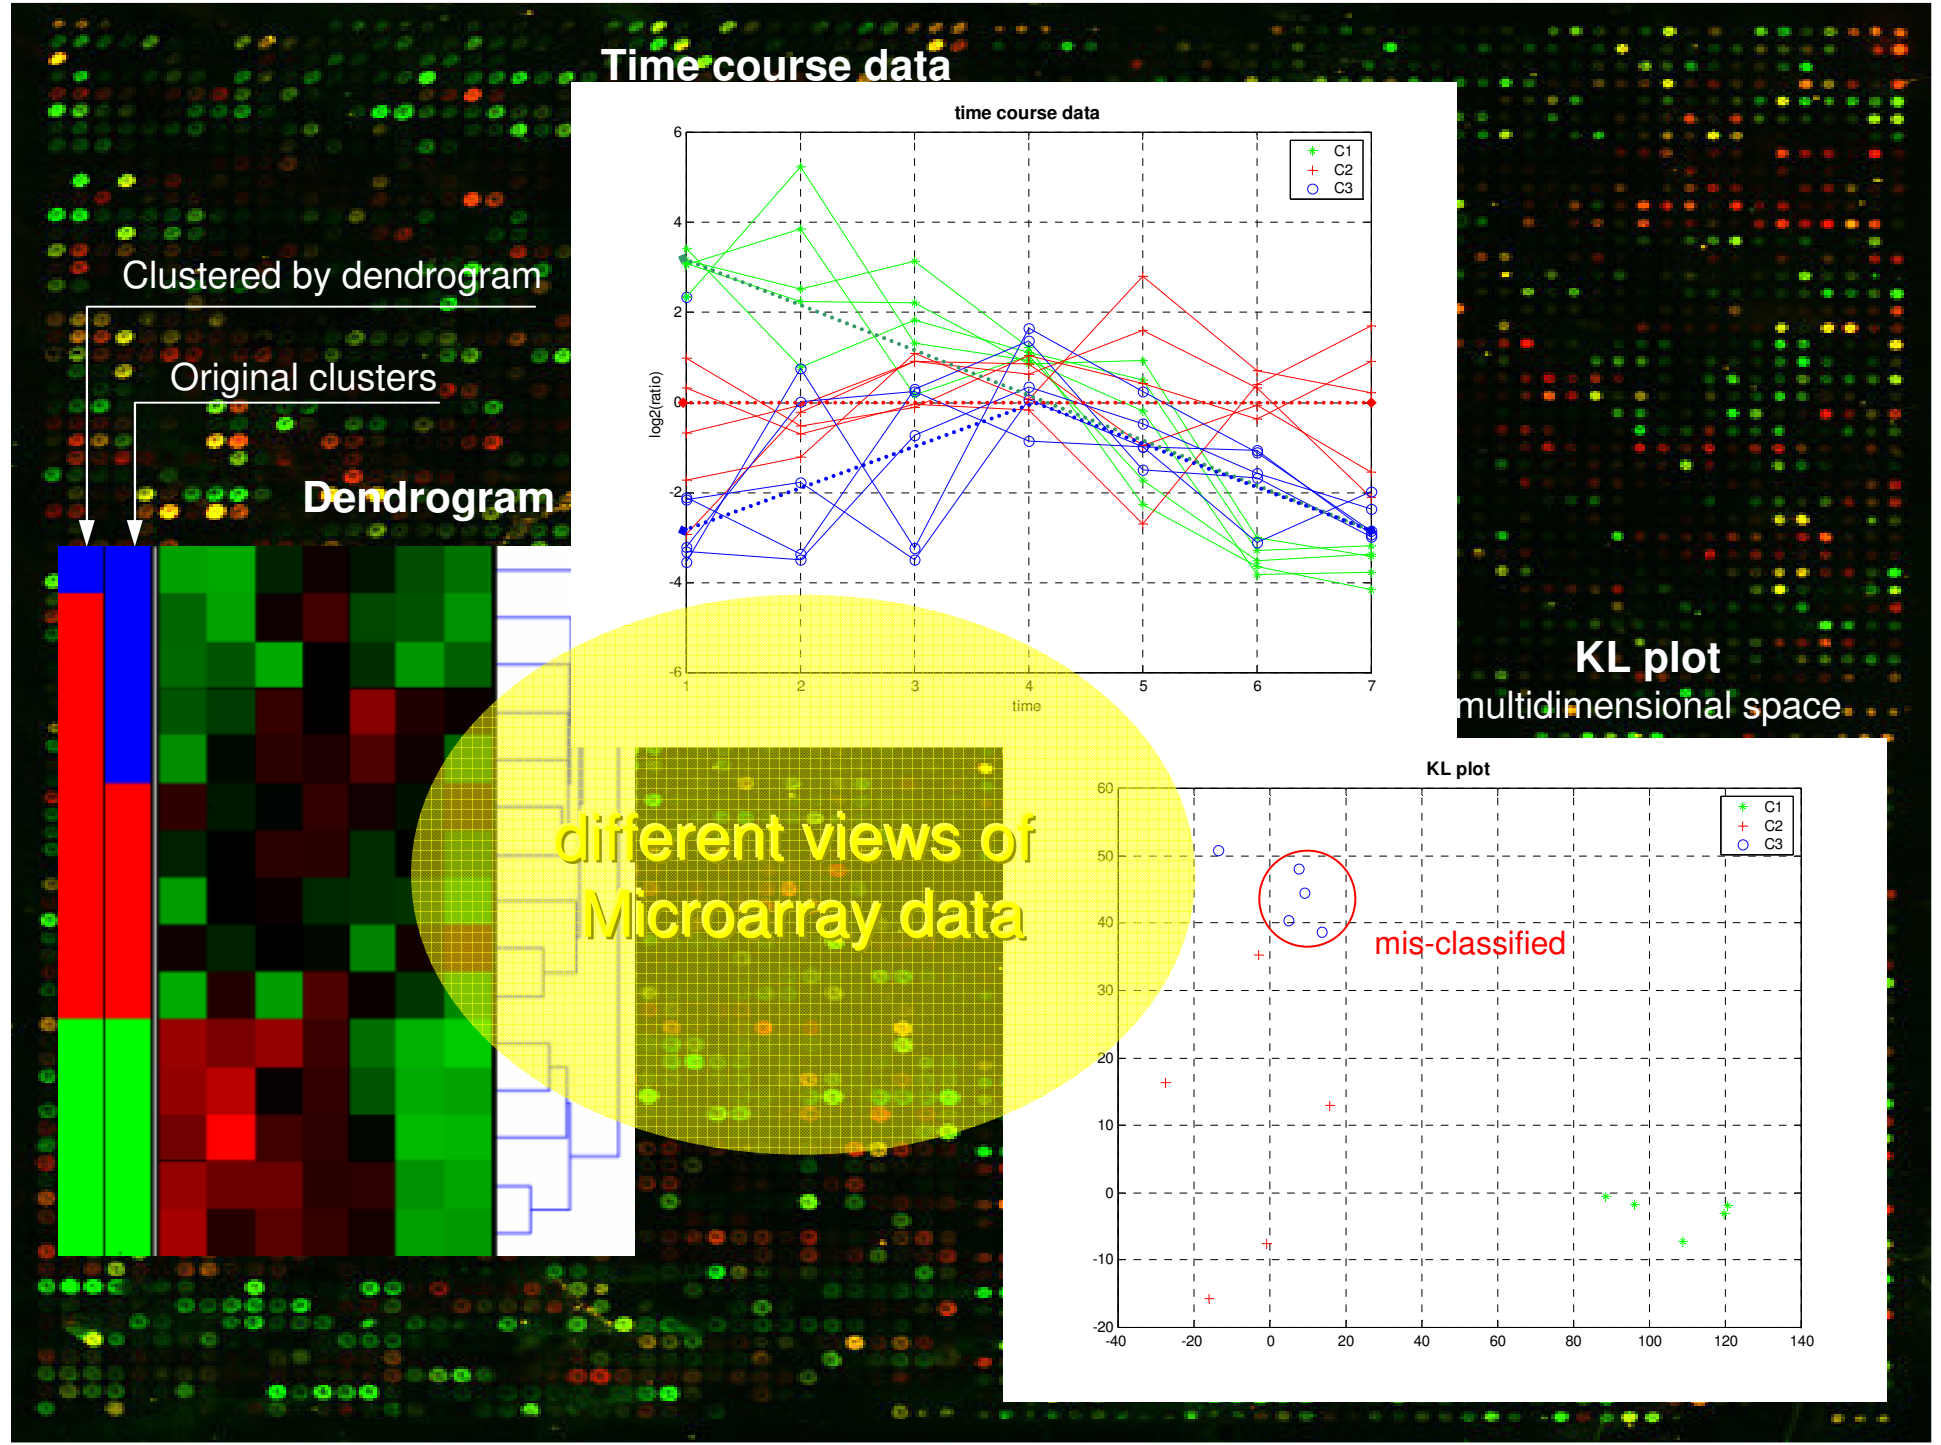 Time course data
time course data
6
4
2
0
-2
-4
-6
log2(ratio)
1
2
3
4
5
6
7
time
C1
C2
C3
Clustered by dendrogram
Original clusters
Dendrogram
different views of
Microarray data
KL plot
multidimensional space
KL plot
60
50
40
30
20
10
0
-10
-20
-40
-20
0
20
40
60
80
100
120
140
C1
C2
C3
mis-classified